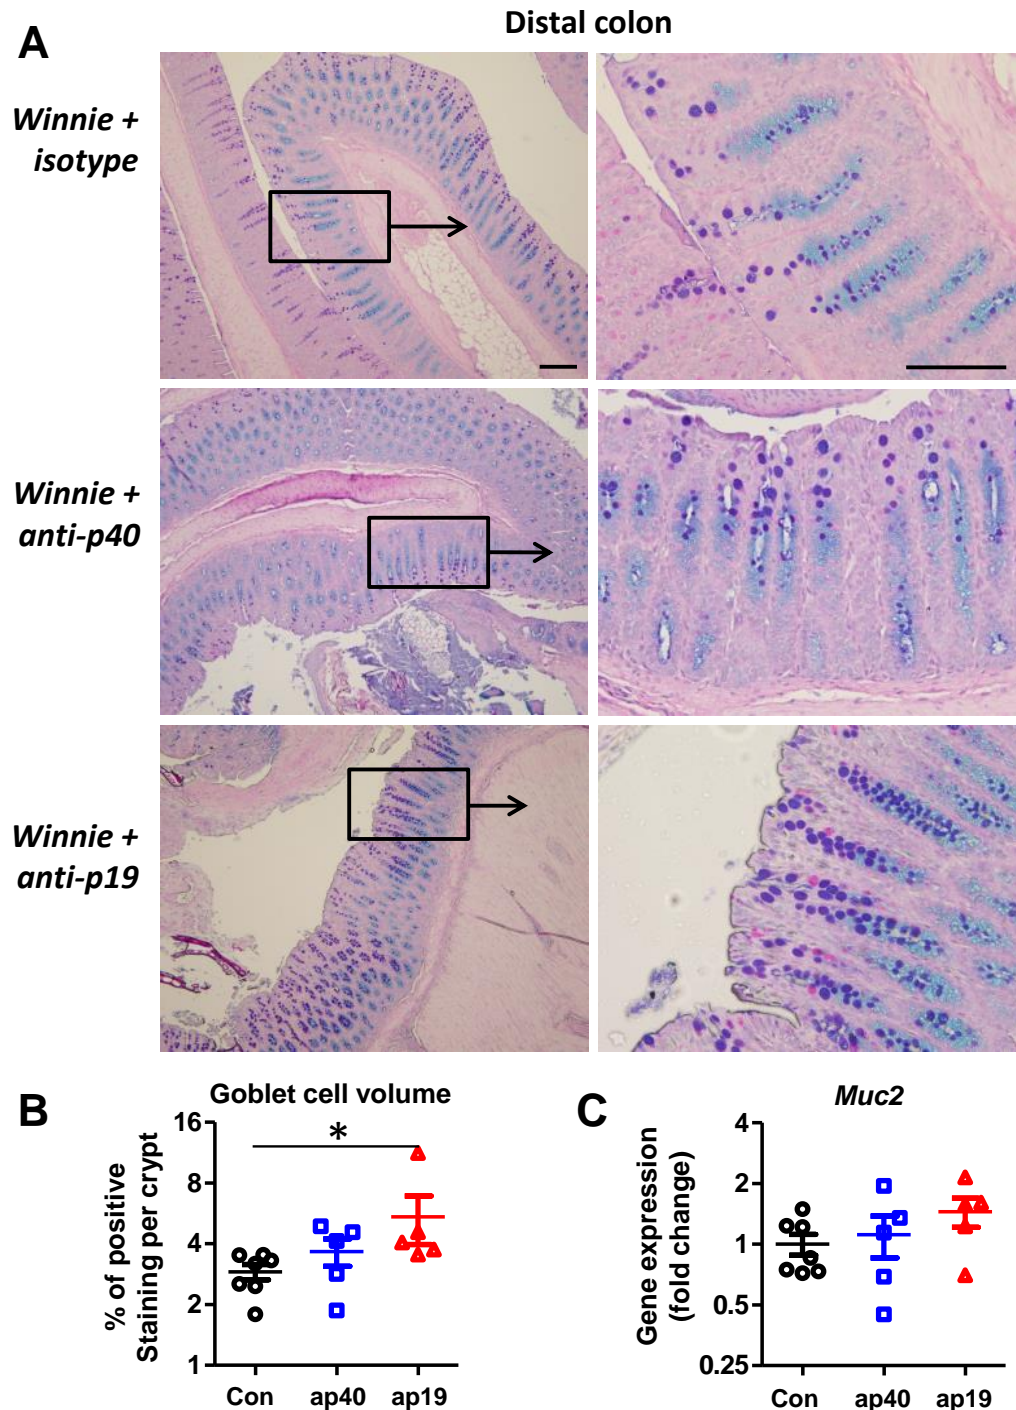 Distal colon
A
Winnie +
isotype
Winnie +
anti-p40
Winnie +
anti-p19
B
Goblet cell volume
% of positive
Staining per crypt
16
8
4
2
1
*
Con
ap40
ap19
C
Muc2
Gene expression
(fold change)
4
2
1
0.5
0.25
Con
ap40
ap19